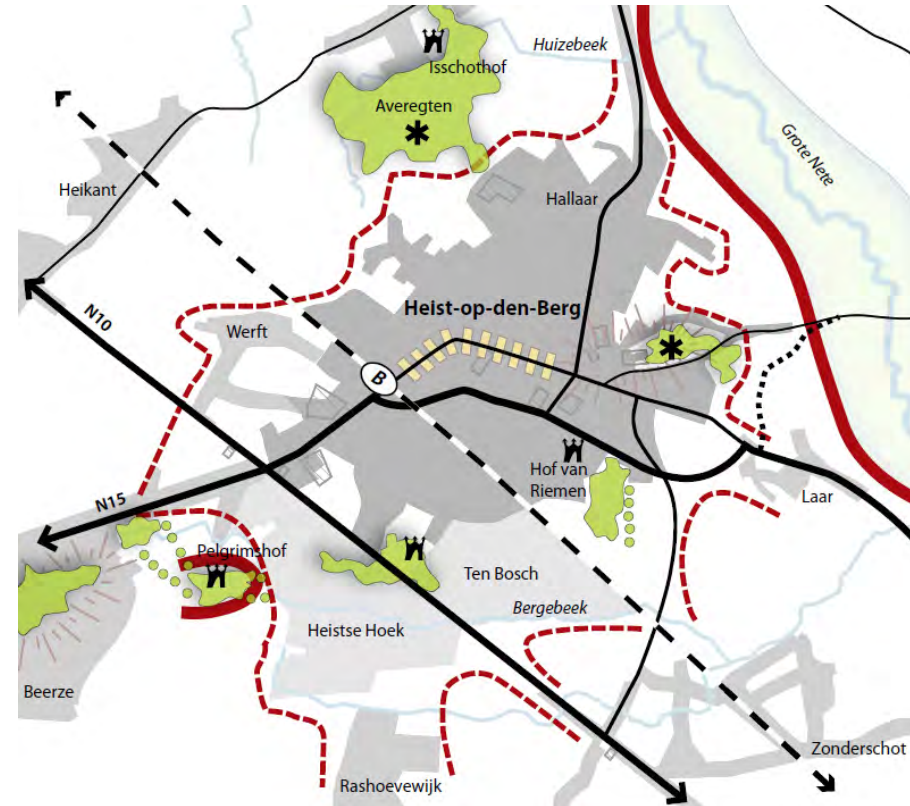 Huizebeek
Isschothof
Averegten
Grote Nete
Heikant
Hallaar
N10
Heist-op-den-Berg
Werft
B
Hof van
Riemen
Laar
N15
Pelgrimshof
Ten Bosch
Bergebeek
Heistse Hoek
Beerze
Zonderschot
Rashoevewijk